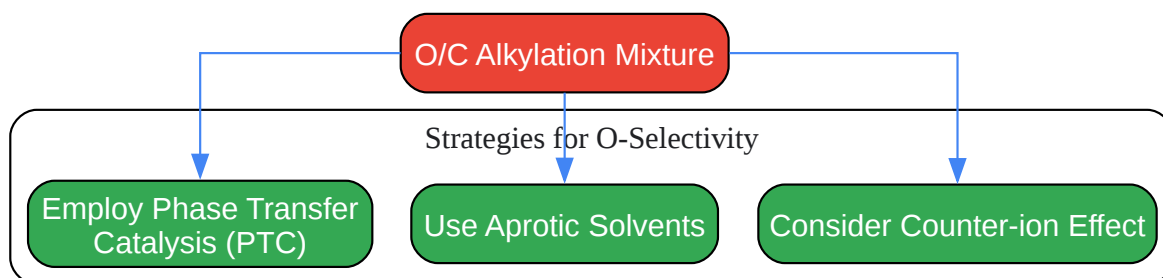 O/C Alkylation Mixture
Strategies for O-Selectivity
Employ Phase Transfer
Catalysis (PTC)
Use Aprotic Solvents
Consider Counter-ion Effect